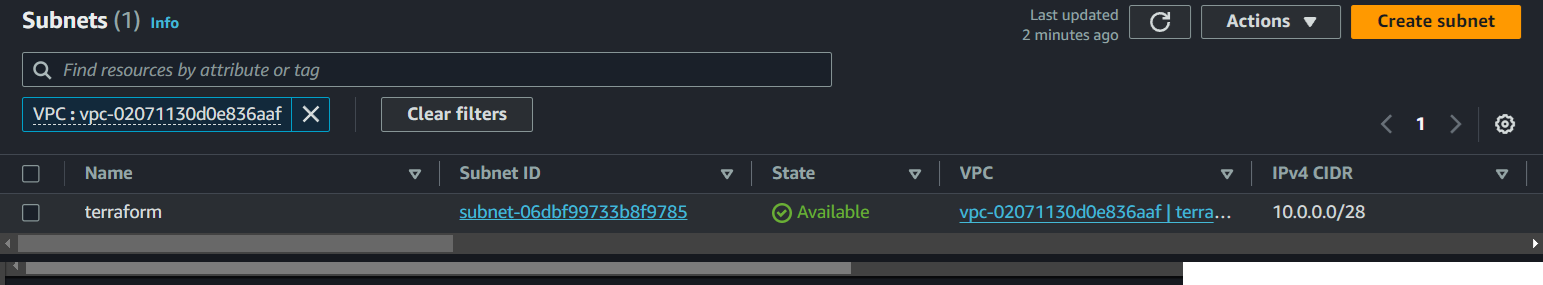 Subnets (1) Info
Last updated
2 minutes ago
Actions
Create subnet
Find resources by attribute or tag
VPC : vpc-02071130d0e836aaf
Clear filters
1
Name Subnet ID State VPC IPv4 CIDR
terraform subnet-06dbf99733b8f9785 Available vpc-02071130d0e836aaf | terra… 10.0.0.0/28